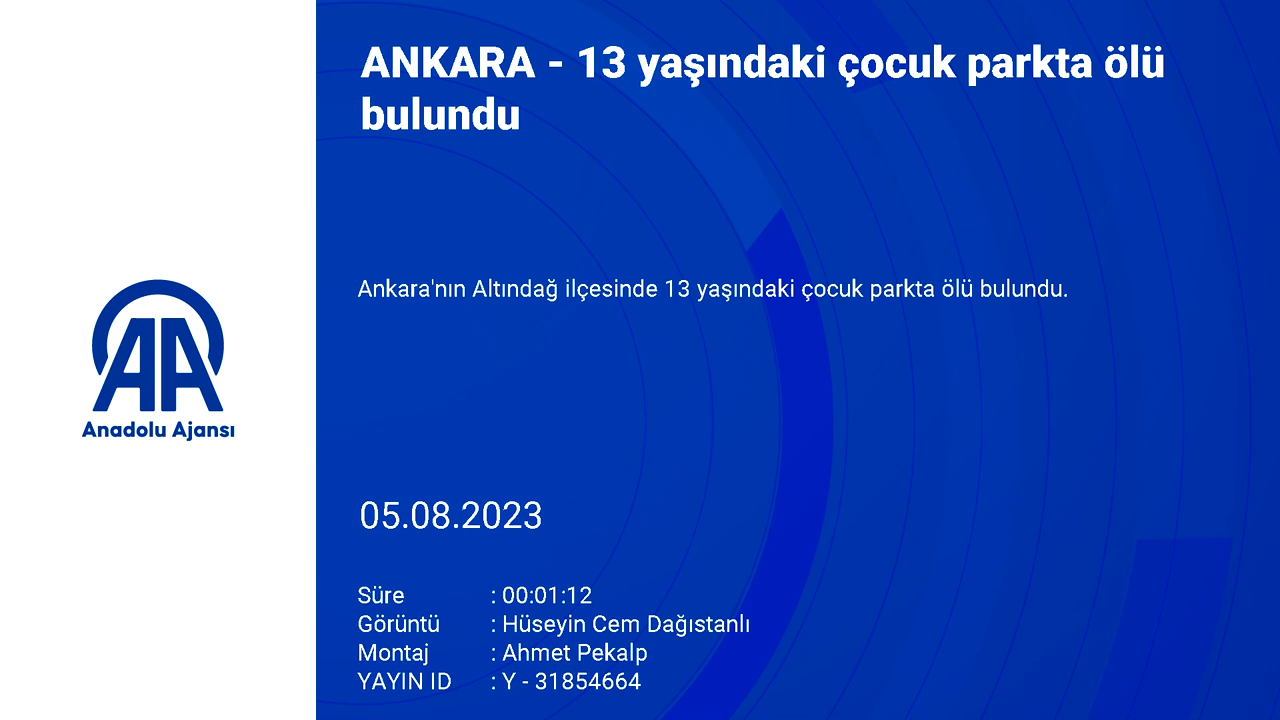 ANKARA - 13 yaşındaki çocuk parkta ölü
bulundu
Ankara'nın Altındağ ilçesinde 13 yaşındaki çocuk parkta ölü bulundu.
AA
Anadolu Ajansı
05.08.2023
Süre : 00:01:12
Görüntü : Hüseyin Cem Dağıstanlı
Montaj : Ahmet Pekalp
YAYIN ID : Y - 31854664